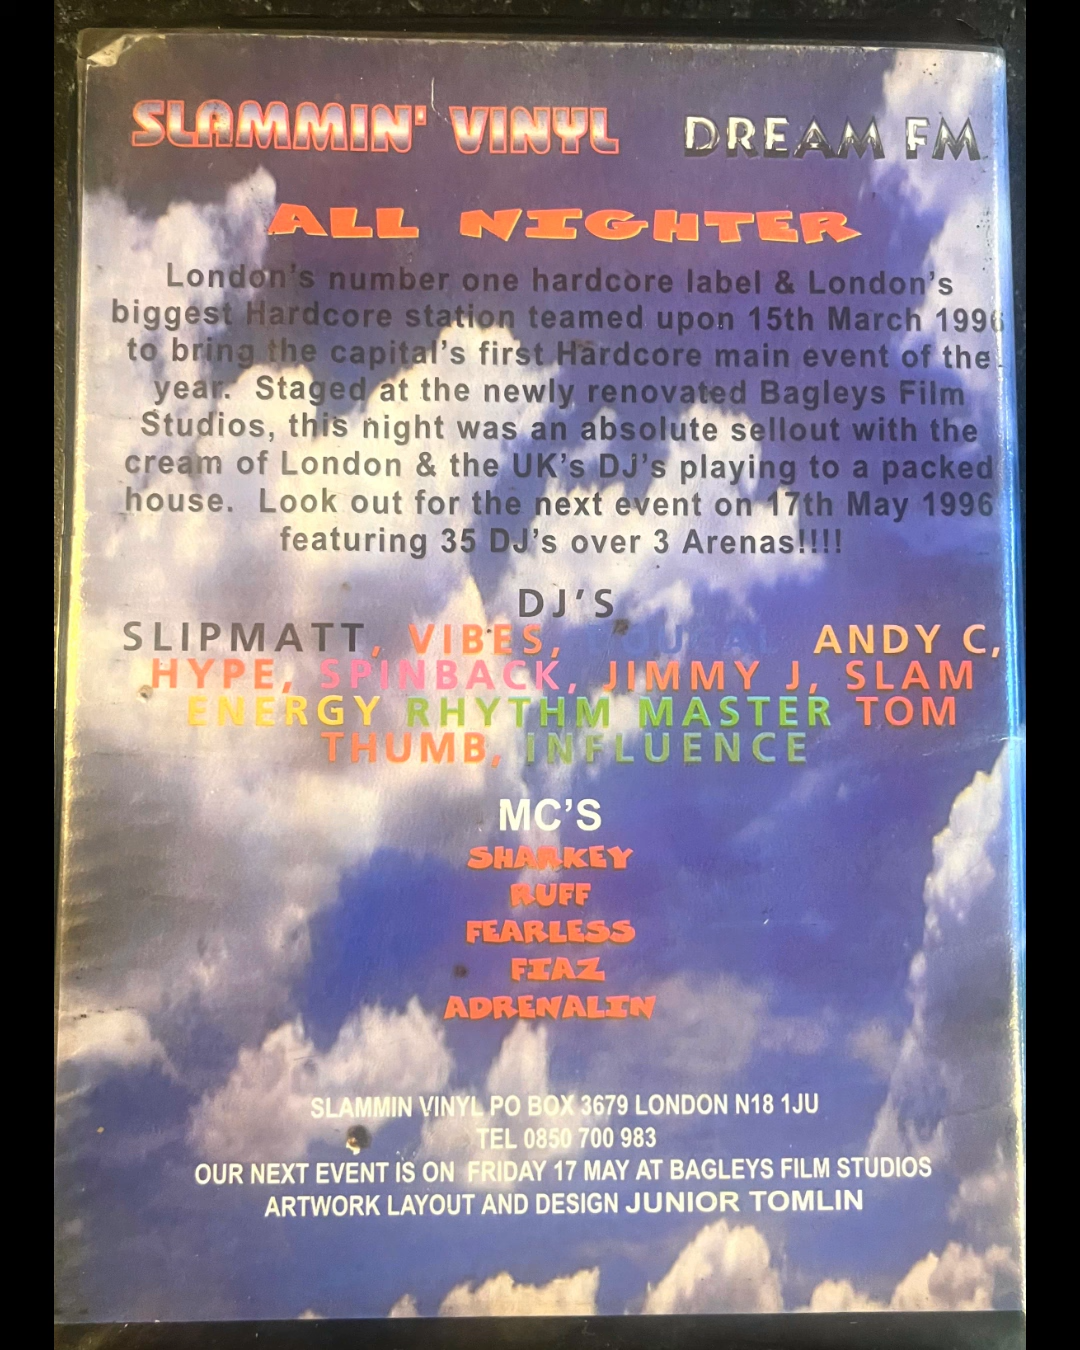 SLAMMIN' VINYL DREAM FM
ALL NIGHTER
London's number one hardcore label & London's
biggest Hardcore station teamed upon 15th March 1996
to bring the capital's first Hardcore main event of the
year. Staged at the newly renovated Bagleys Film
Studios, this night was an absolute sellout with the
cream of London & the UK's DJ's playing to a packed
house. Look out for the next event on 17th May 1996
featuring 35 DJ's over 3 Arenas!!!!
DJ'S
SLIPMATT, VIBES, DOUGAL ANDY C,
HYPE, SPINBACK, JIMMY J, SLAM
ENERGY RHYTHM MASTER TOM
THUMB, INFLUENCE
MC'S
SHARKEY
RUFF
FEARLESS
FIAZ
ADRENALIN
SLAMMIN VINYL PO BOX 3679 LONDON N18 1JU
TEL 0850 700 983
OUR NEXT EVENT IS ON FRIDAY 17 MAY AT BAGLEYS FILM STUDIOS
ARTWORK LAYOUT AND DESIGN JUNIOR TOMLIN